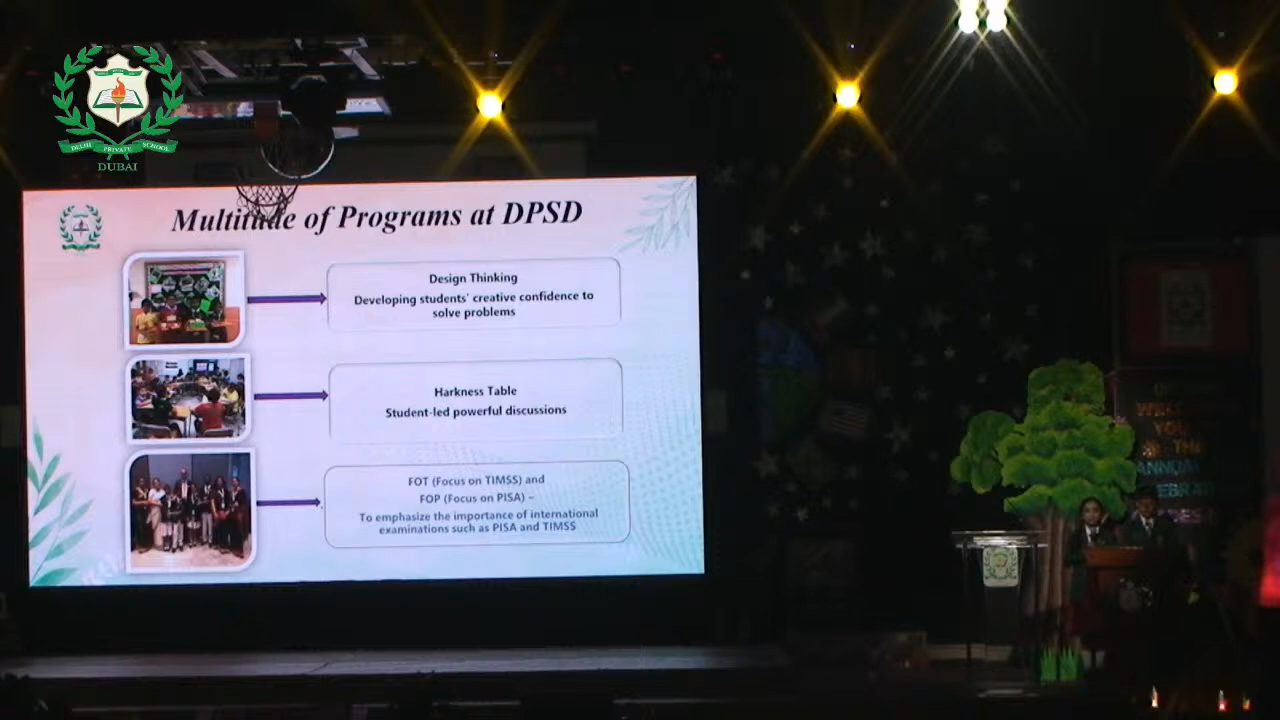 DELHI PRIVATE SCHOOL
DUBAI
Multitude of Programs at DPSD
Design Thinking
Developing students' creative confidence to
solve problems
Harkness Table
Student-led powerful discussions
FOT (Focus on TIMSS) and
FOP (Focus on PISA) –
To emphasize the importance of international
examinations such as PISA and TIMSS
YOU
THE